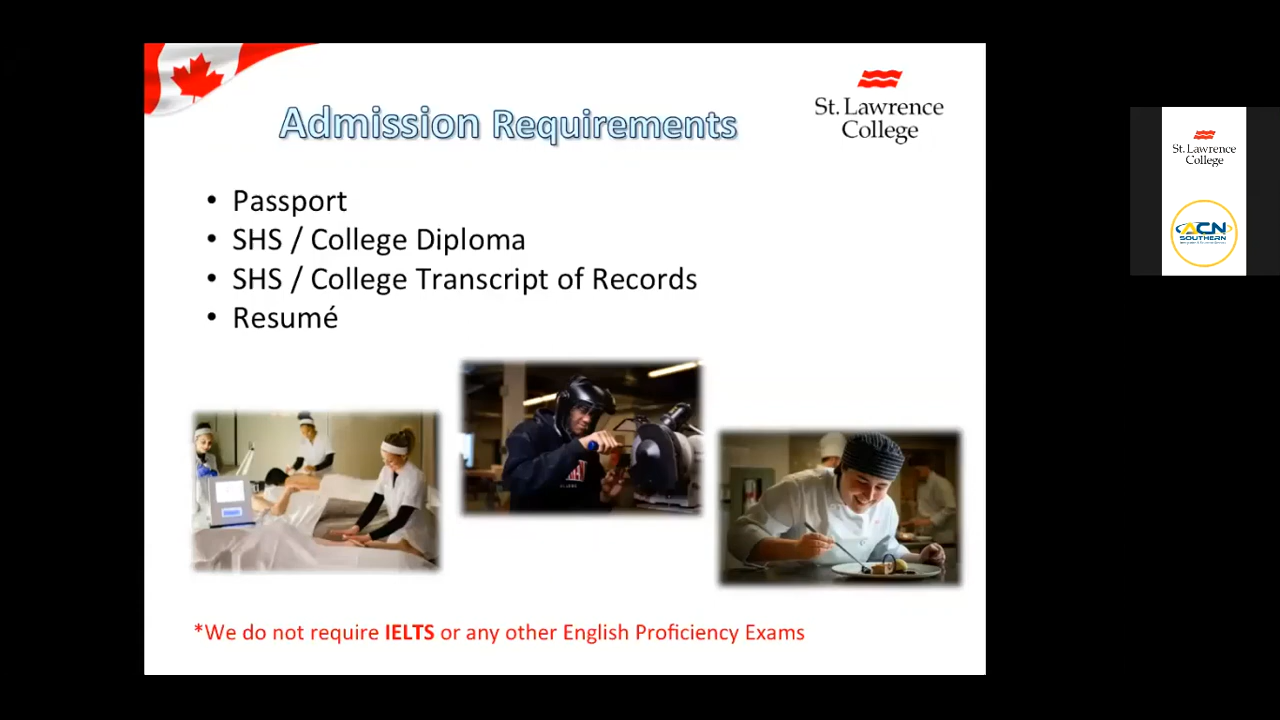 Admission Requirements
St. Lawrence
College
• Passport
• SHS / College Diploma
• SHS / College Transcript of Records
• Resumé
*We do not require IELTS or any other English Proficiency Exams
St. Lawrence
College
ACN
SOUTHERN